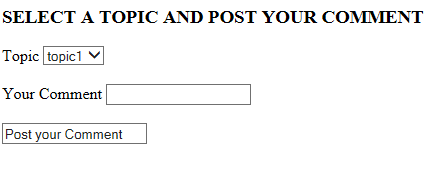 SELECT A TOPIC AND POST YOUR COMMENT
Topic topic1
Your Comment
Post your Comment